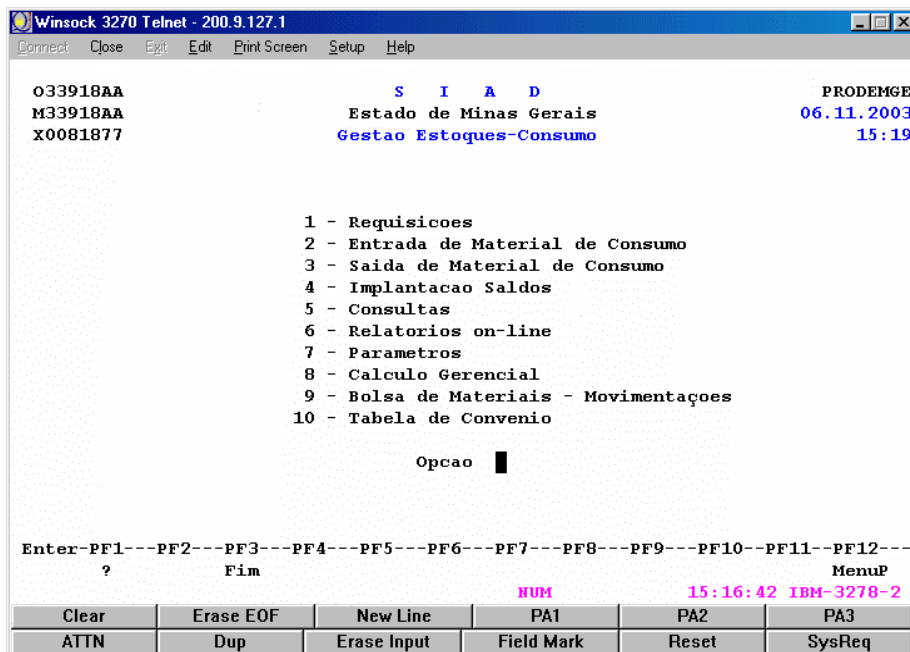 Winsock 3270 Telnet - 200.9.127.1
Connect Close Exit Edit Print Screen Setup Help
O33918AA S I A D PRODEMGE
M33918AA Estado de Minas Gerais 06.11.2003
X0081877 Gestao Estoques-Consumo 15:19
1 - Requisicoes
2 - Entrada de Material de Consumo
3 - Saida de Material de Consumo
4 - Implantacao Saldos
5 - Consultas
6 - Relatorios on-line
7 - Parametros
8 - Calculo Gerencial
9 - Bolsa de Materiais - Movimentaçoes
10 - Tabela de Convenio
Opcao
Enter-PF1---PF2---PF3---PF4---PF5---PF6---PF7---PF8---PF9---PF10--PF11--PF12---
? Fim MenuP
NUM 15:16:42 IBM-3278-2
Clear Erase EOF New Line PA1 PA2 PA3
ATTN Dup Erase Input Field Mark Reset SysReq